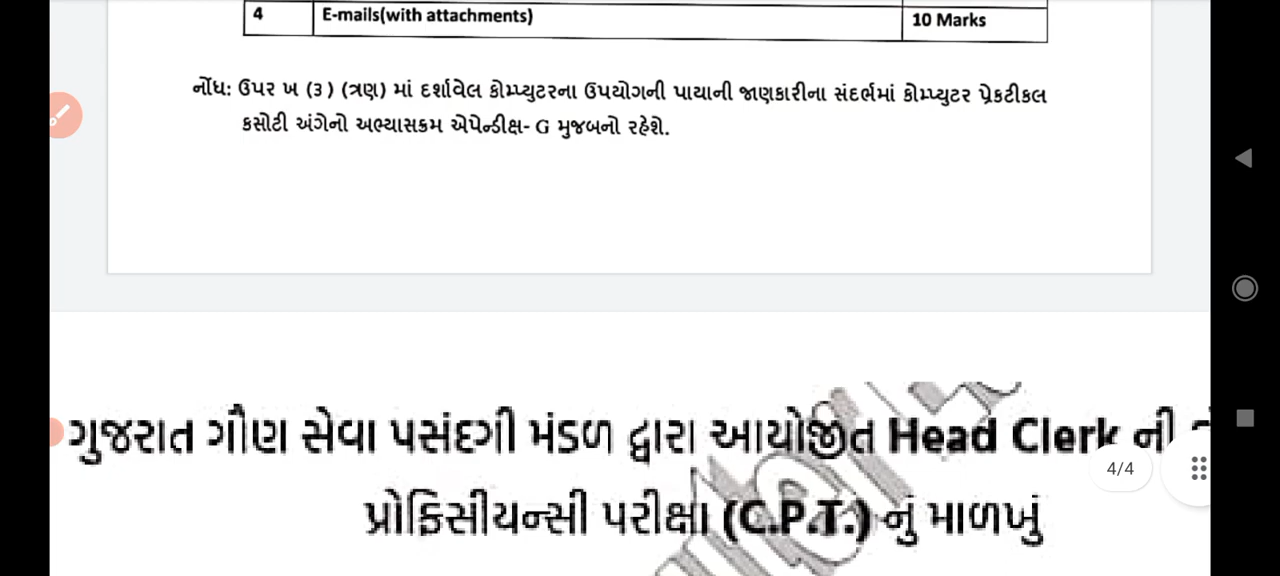 4 E-mails(with attachments) 10 Marks
નોંધ: ઉપર ખ (૩) (ત્રણ) માં દર્શાવેલ કોમ્પ્યુટરના ઉપયોગની પાયાની જાણકારીના સંદર્ભમાં કોમ્પ્યુટર પ્રેકટીકલ
કસોટી અંગેનો અભ્યાસક્રમ એપેન્ડીક્ષ- G મુજબનો રહેશે.
ગુજરાત ગૌણ સેવા પસંદગી મંડળ દ્વારા આયોજીત Head Clerk ની
4/4
પ્રોફિસીયન્સી પરીક્ષા (C.P.T.) નું માળખું